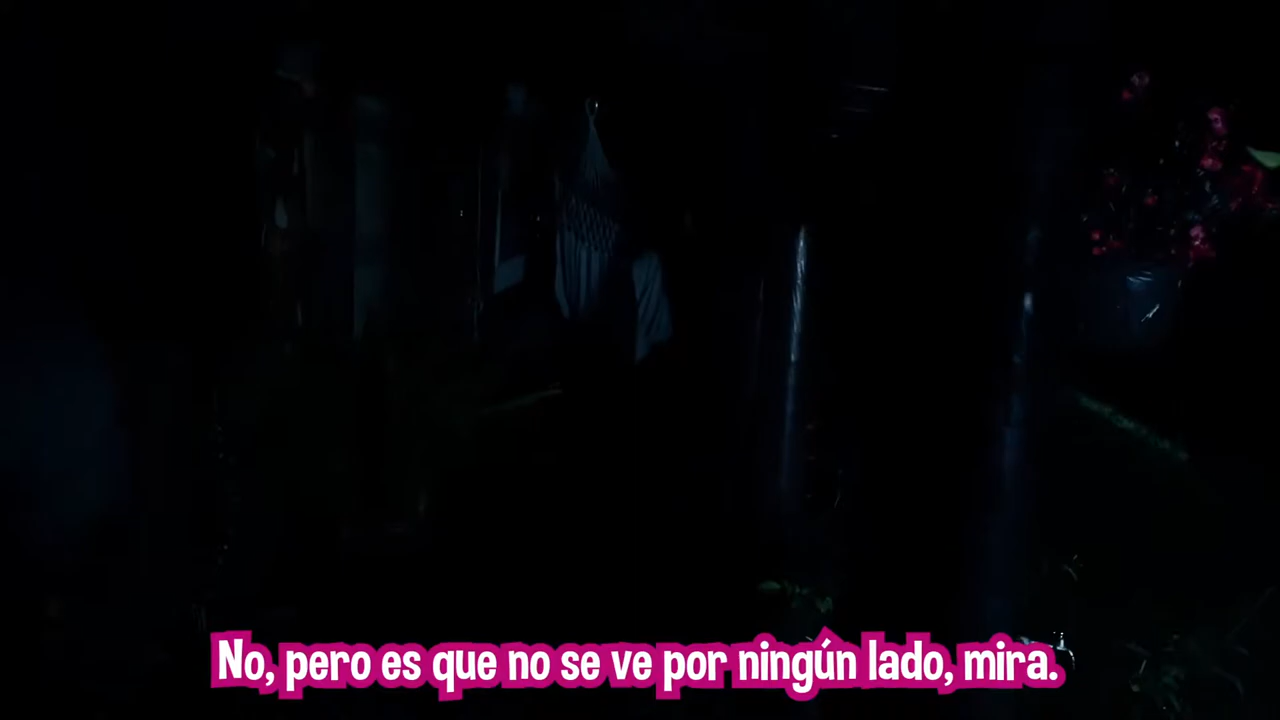 No, pero es que no se ve por ningún lado, mira.